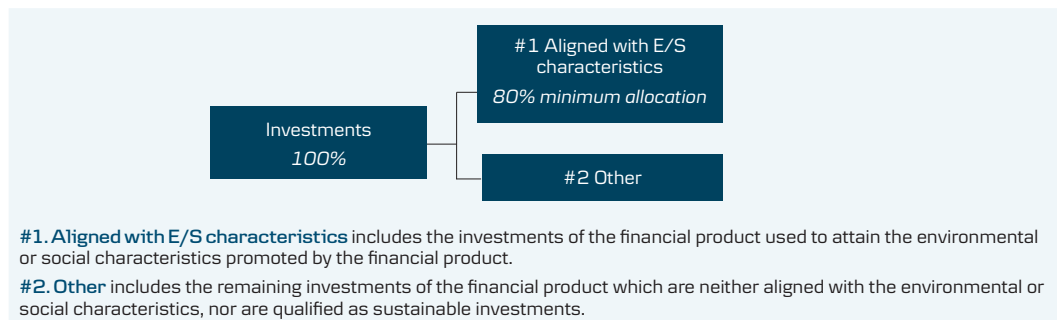 #1 Aligned with E/S
characteristics
80% minimum allocation
Investments
100%
#2 Other
#1. Aligned with E/S characteristics includes the investments of the financial product used to attain the environmental
or social characteristics promoted by the financial product.
#2. Other includes the remaining investments of the financial product which are neither aligned with the environmental or
social characteristics, nor are qualified as sustainable investments.